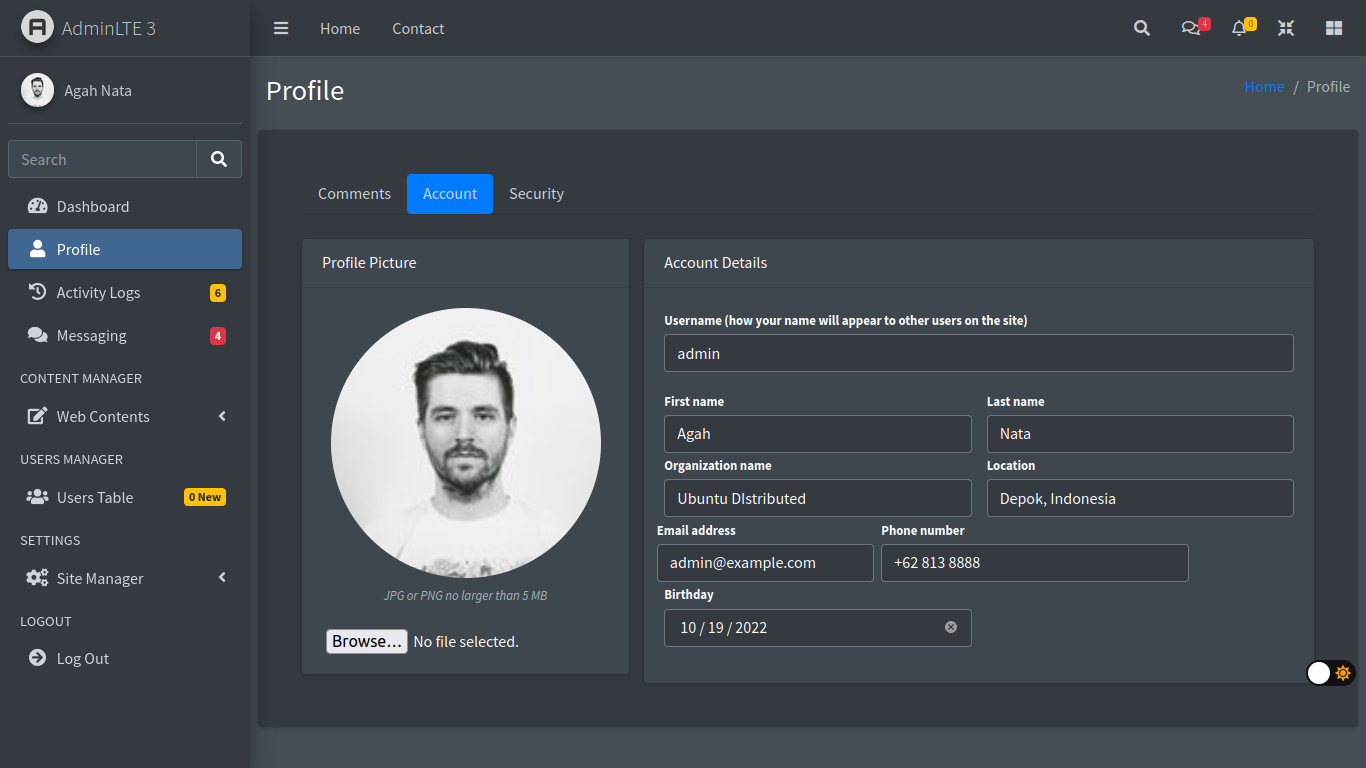 AdminLTE 3
Home
Contact
4
0
Agah Nata
Profile
Home / Profile
Search
Dashboard
Profile
Activity Logs 6
Messaging 4
CONTENT MANAGER
Web Contents
USERS MANAGER
Users Table 0 New
SETTINGS
Site Manager
LOGOUT
Log Out
Comments
Account
Security
Profile Picture
JPG or PNG no larger than 5 MB
Browse… No file selected.
Account Details
Username (how your name will appear to other users on the site)
admin
First name
Agah
Last name
Nata
Organization name
Ubuntu DIstributed
Location
Depok, Indonesia
Email address
admin@example.com
Phone number
+62 813 8888
Birthday
10 / 19 / 2022